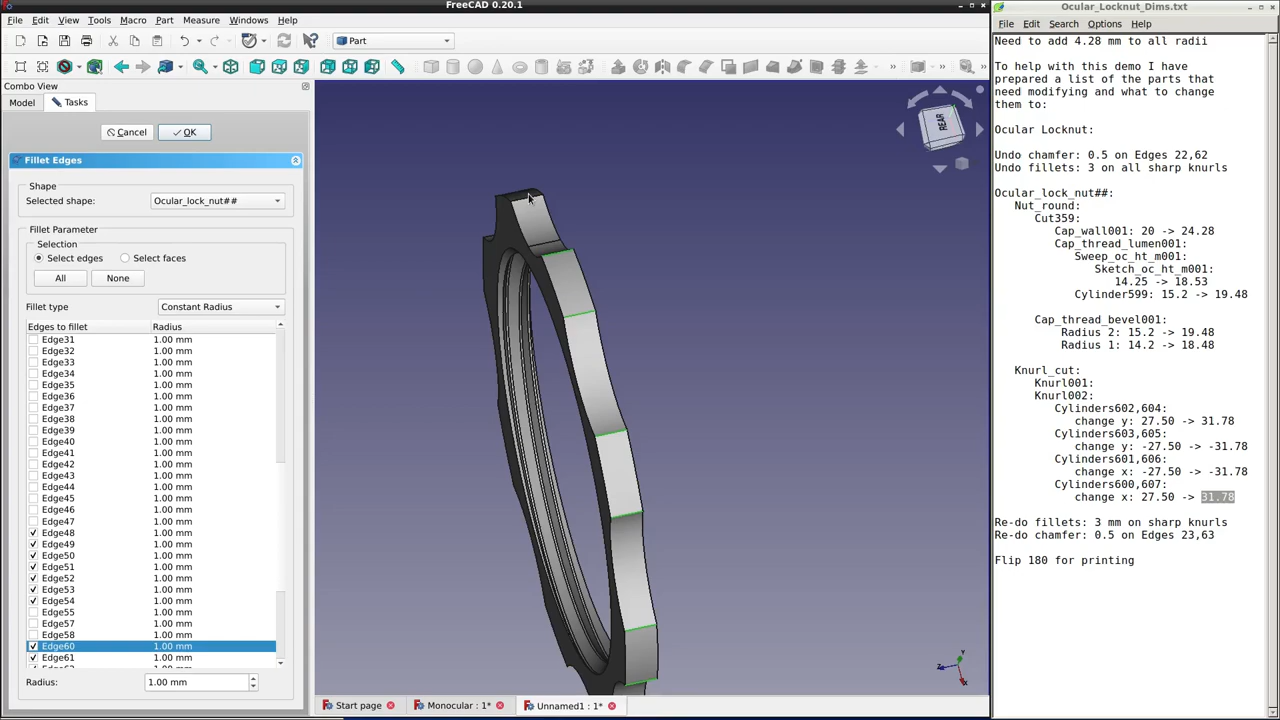 FreeCAD 0.20.1
File Edit View Tools Macro Part Measure Windows Help
Part
Combo View
Model Tasks
Cancel OK
Fillet Edges
Shape
Selected shape: Ocular_lock_nut##
Fillet Parameter
Selection
Select edges Select faces
All None
Fillet type Constant Radius
Edges to fillet Radius
Edge31 1.00 mm
Edge32 1.00 mm
Edge33 1.00 mm
Edge34 1.00 mm
Edge35 1.00 mm
Edge36 1.00 mm
Edge37 1.00 mm
Edge38 1.00 mm
Edge39 1.00 mm
Edge40 1.00 mm
Edge41 1.00 mm
Edge42 1.00 mm
Edge43 1.00 mm
Edge44 1.00 mm
Edge45 1.00 mm
Edge46 1.00 mm
Edge47 1.00 mm
Edge48 1.00 mm
Edge49 1.00 mm
Edge50 1.00 mm
Edge51 1.00 mm
Edge52 1.00 mm
Edge53 1.00 mm
Edge54 1.00 mm
Edge55 1.00 mm
Edge57 1.00 mm
Edge58 1.00 mm
Edge60 1.00 mm
Edge61 1.00 mm
Radius: 1.00 mm
REAR
Y
Z
X
Start page Monocular : 1* Unnamed1 : 1*
Ocular_Locknut_Dims.txt
File Edit Search Options Help
Need to add 4.28 mm to all radii
To help with this demo I have
prepared a list of the parts that
need modifying and what to change
them to:
Ocular Locknut:
Undo chamfer: 0.5 on Edges 22,62
Undo fillets: 3 on all sharp knurls
Ocular_lock_nut##:
Nut_round:
Cut359:
Cap_wall001: 20 -> 24.28
Cap_thread_lumen001:
Sweep_oc_ht_m001:
Sketch_oc_ht_m001:
14.25 -> 18.53
Cylinder599: 15.2 -> 19.48
Cap_thread_bevel001:
Radius 2: 15.2 -> 19.48
Radius 1: 14.2 -> 18.48
Knurl_cut:
Knurl001:
Knurl002:
Cylinders602,604:
change y: 27.50 -> 31.78
Cylinders603,605:
change y: -27.50 -> -31.78
Cylinders601,606:
change x: -27.50 -> -31.78
Cylinders600,607:
change x: 27.50 -> 31.78
Re-do fillets: 3 mm on sharp knurls
Re-do chamfer: 0.5 on Edges 23,63
Flip 180 for printing